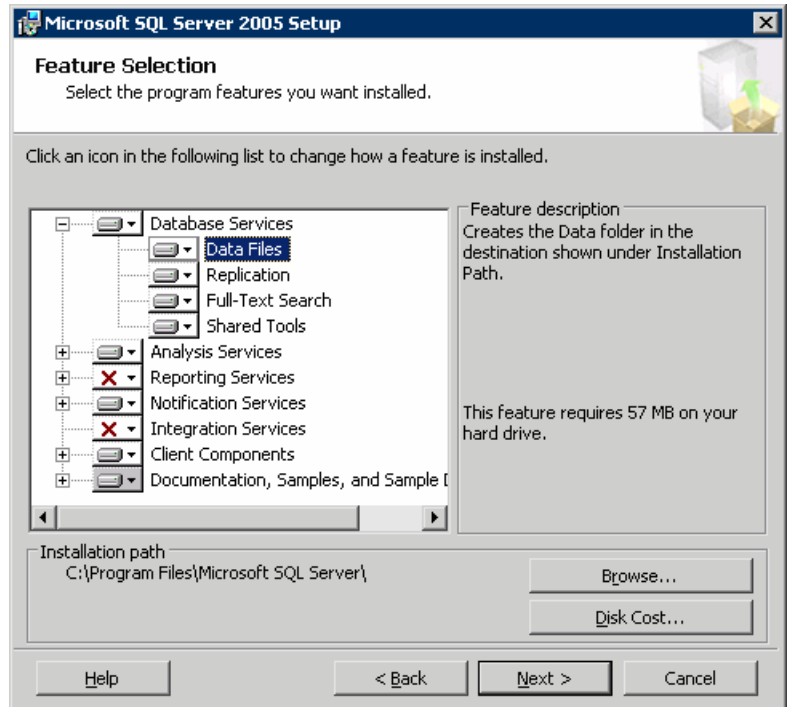 Microsoft SQL Server 2005 Setup
Feature Selection
Select the program features you want installed.
Click an icon in the following list to change how a feature is installed.
Database Services
Data Files
Replication
Full-Text Search
Shared Tools
Analysis Services
Reporting Services
Notification Services
Integration Services
Client Components
Documentation, Samples, and Sample
Feature description
Creates the Data folder in the
destination shown under Installation
Path.
This feature requires 57 MB on your
hard drive.
Installation path
C:\Program Files\Microsoft SQL Server\
Browse...
Disk Cost...
Help
< Back
Next >
Cancel